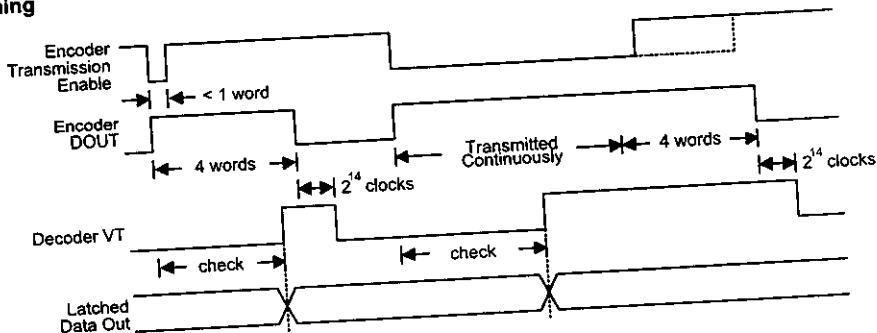 Encoder
Transmission
Enable
< 1 word
Encoder
DOUT
4 words
Transmitted
Continuously
4 words
2^14 clocks
2^14 clocks
Decoder VT
check
check
Latched
Data Out